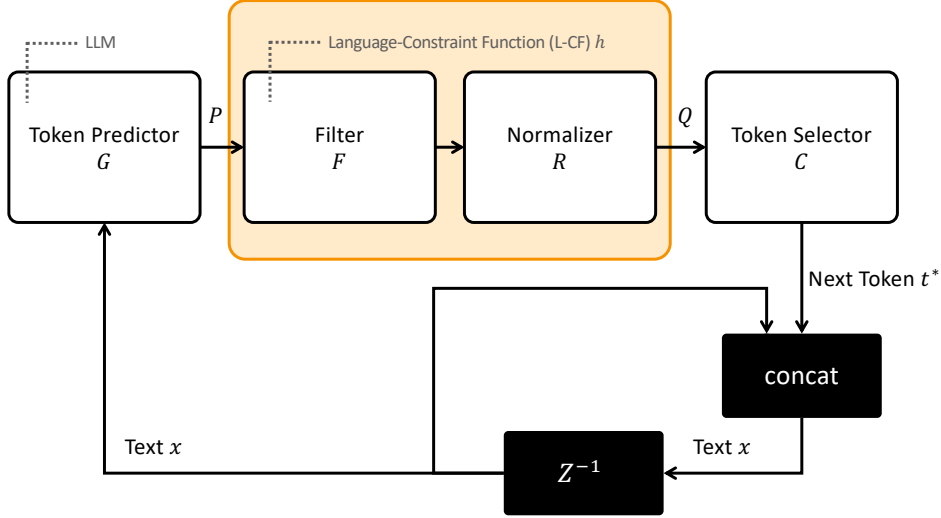 LLM
Language-Constraint Function (L-CF) h
Token Predictor
G
P
Filter
F
Normalizer
R
Q
Token Selector
C
Next Token t*
concat
Text x
Z⁻¹
Text x